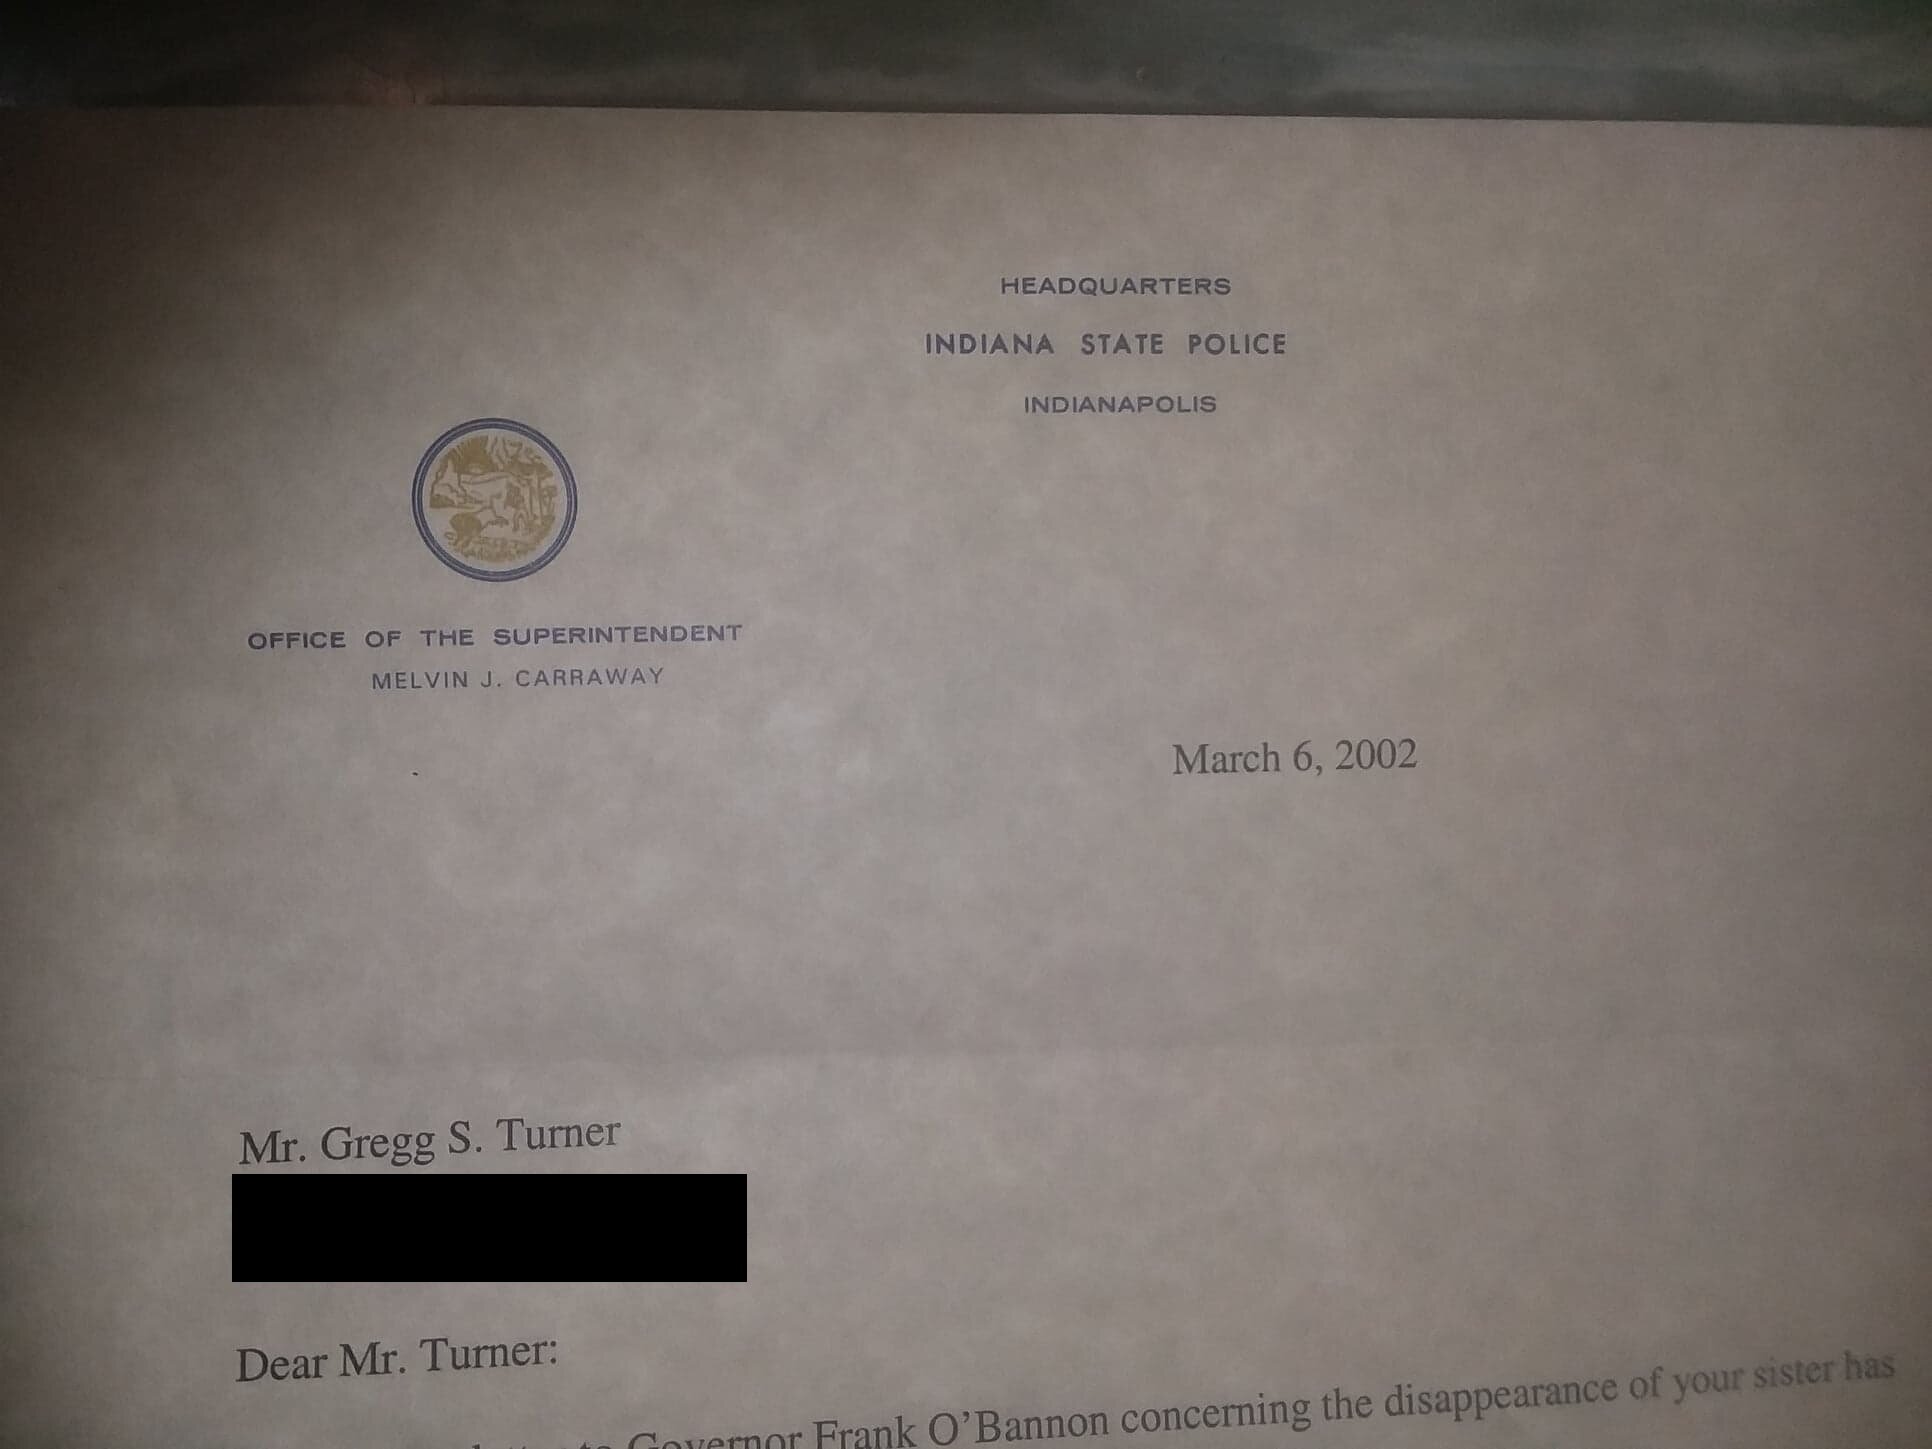 HEADQUARTERS
INDIANA STATE POLICE
INDIANAPOLIS
OFFICE OF THE SUPERINTENDENT
MELVIN J. CARRAWAY
March 6, 2002
Mr. Gregg S. Turner
Dear Mr. Turner:
Governor Frank O'Bannon concerning the disappearance of your sister has